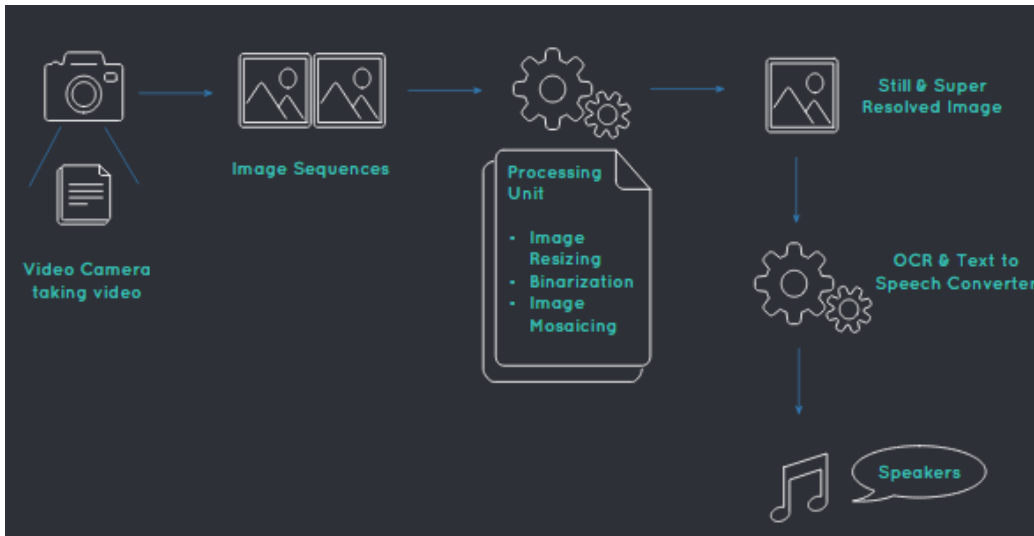 Video Camera
taking video
Image Sequences
Processing
Unit
- Image
Resizing
- Binarization
- Image
Mosaicing
Still & Super
Resolved Image
OCR & Text to
Speech Converter
Speakers